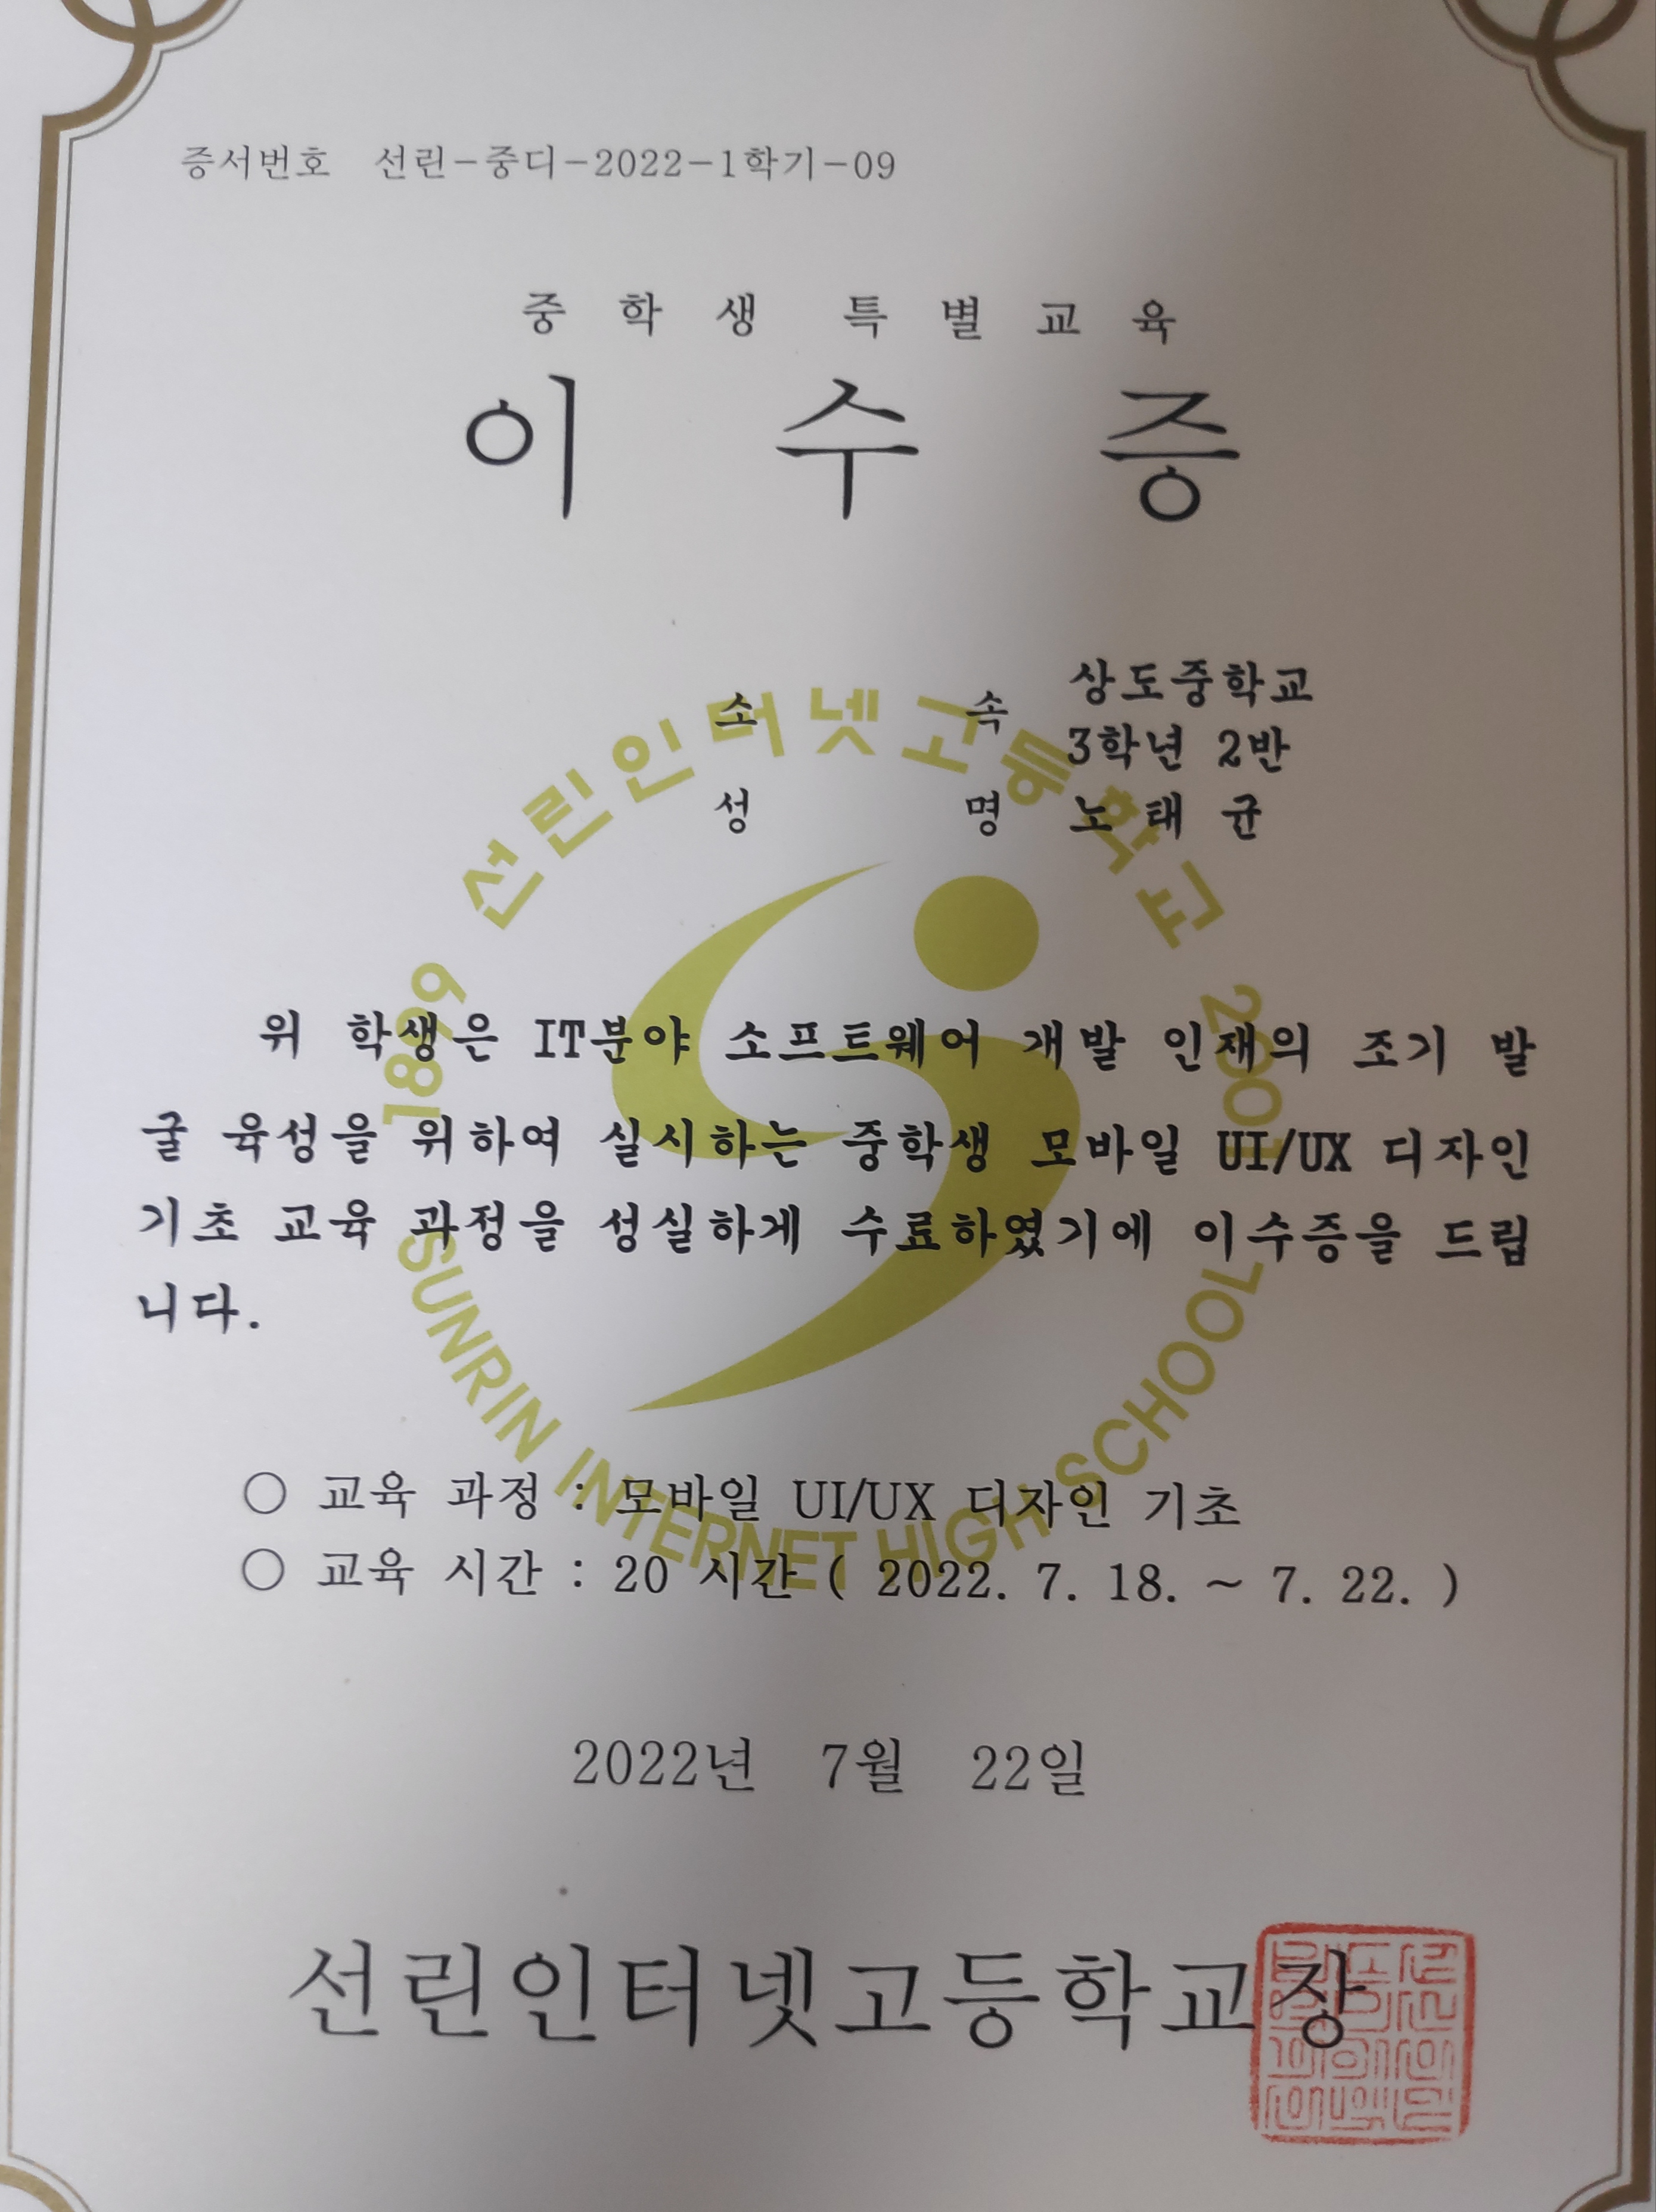 증서번호 선린-중디-2022-1학기-09
중 학 생 특 별 교 육
이 수 증
소 속 상도중학교
3학년 2반
성 명 노 태 균
선린인터넷고등학교
1899
위 학생은 IT분야 소프트웨어 개발 인재의 조기 발
굴 육성을 위하여 실시하는 중학생 모바일 UI/UX 디자인
기초 교육 과정을 성실하게 수료하였기에 이수증을 드립
니다.
SUNRIN INTERNET HIGH SCHOOL
○ 교육 과정 : 모바일 UI/UX 디자인 기초
○ 교육 시간 : 20 시간 ( 2022. 7. 18. ~ 7. 22. )
2022년 7월 22일
선린인터넷고등학교장